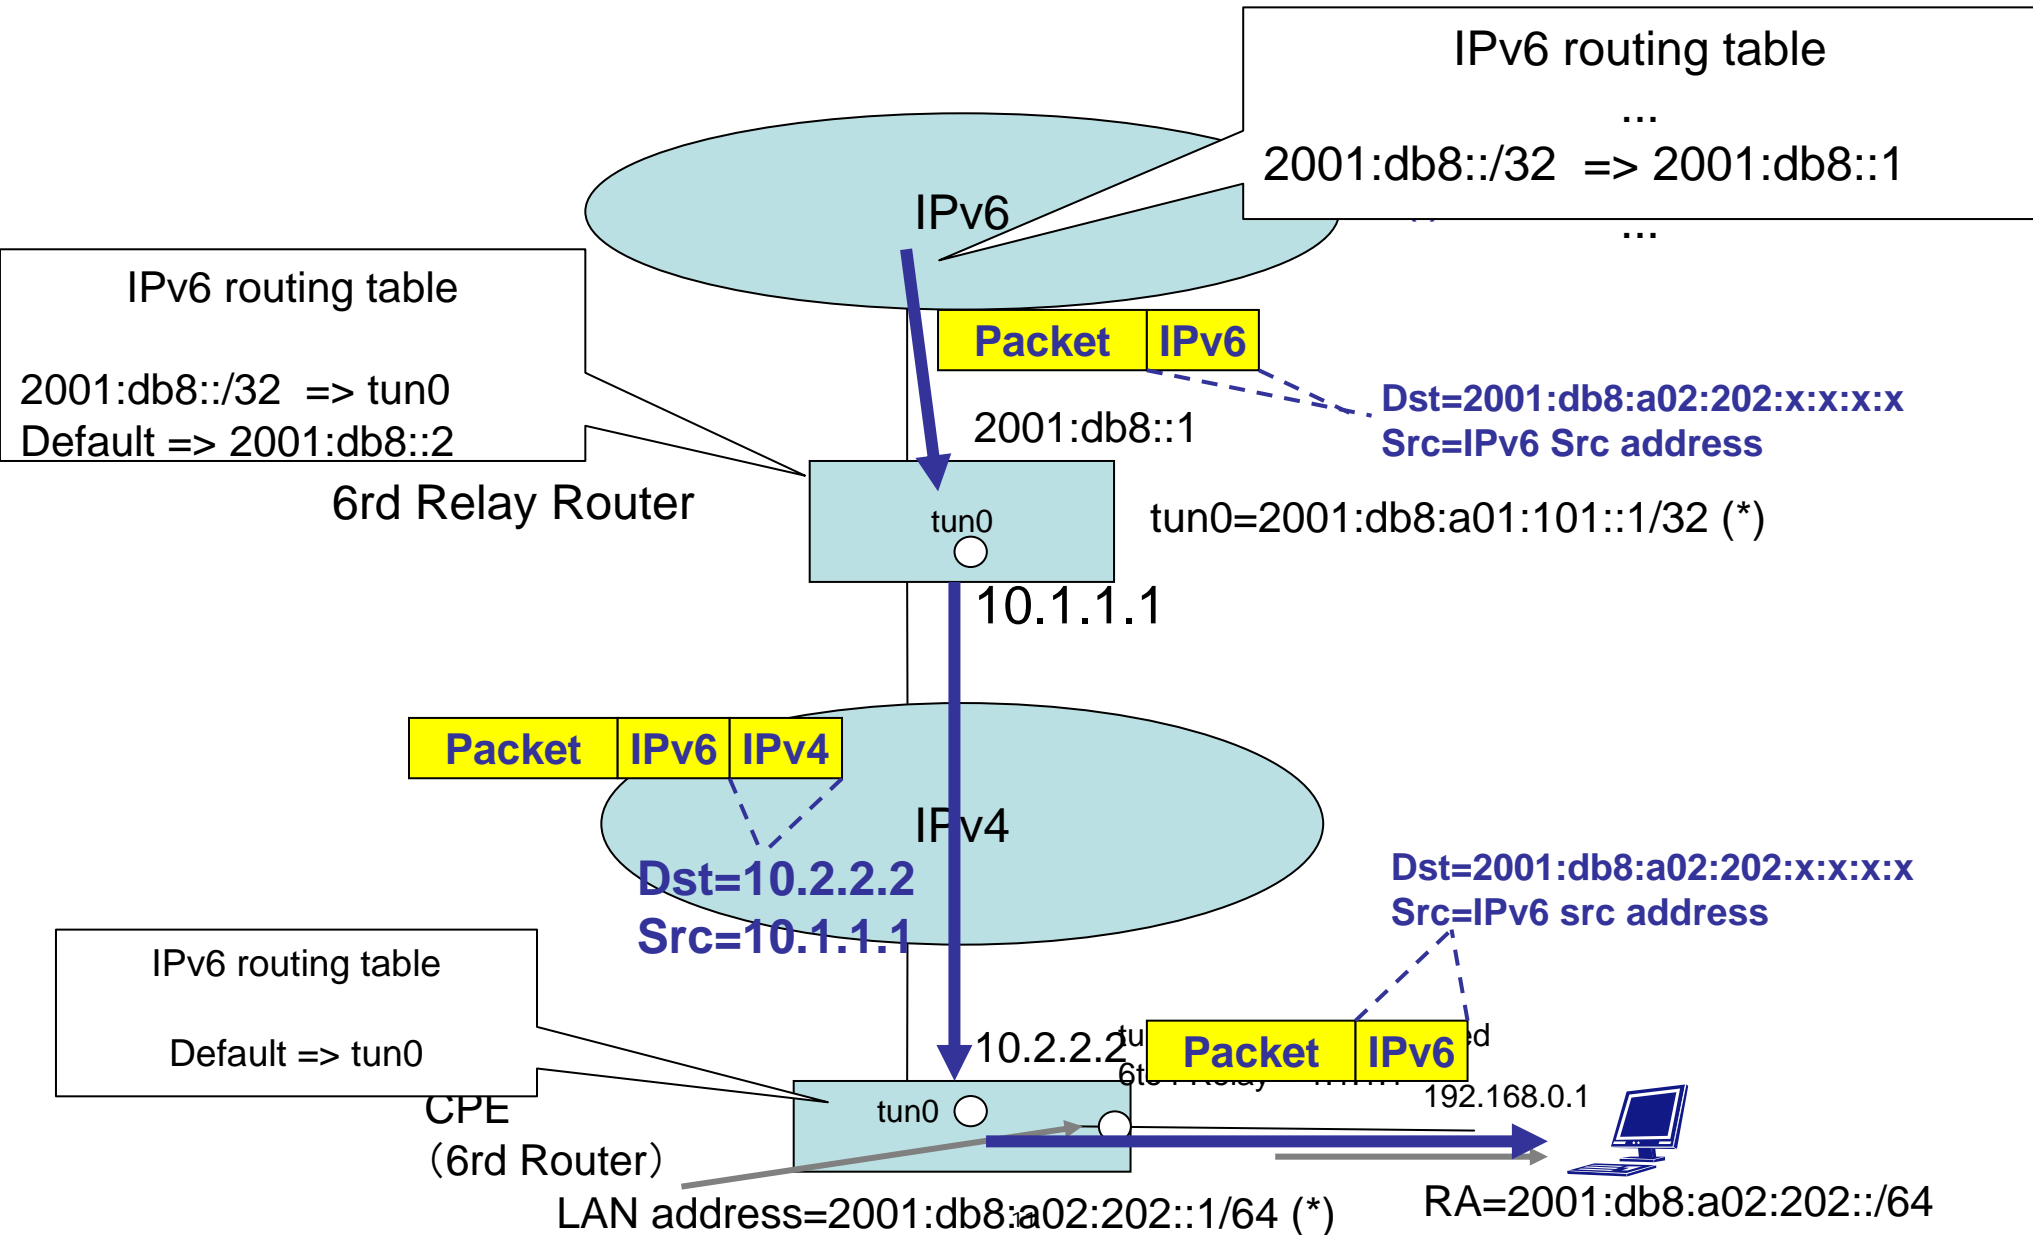 IPv6 routing table
...
2001:db8::/32 => 2001:db8::1
...
IPv6
IPv6 routing table
2001:db8::/32 => tun0
Default => 2001:db8::2
Packet IPv6
Dst=2001:db8:a02:202:x:x:x:x
Src=IPv6 Src address
2001:db8::1
6rd Relay Router
tun0
tun0=2001:db8:a01:101::1/32 (*)
10.1.1.1
Packet IPv6 IPv4
IPv4
Dst=10.2.2.2
Src=10.1.1.1
Dst=2001:db8:a02:202:x:x:x:x
Src=IPv6 src address
IPv6 routing table
Default => tun0
10.2.2.2
Packet IPv6
192.168.0.1
CPE
（6rd Router）
tun0
LAN address=2001:db8:a02:202::1/64 (*)
RA=2001:db8:a02:202::/64